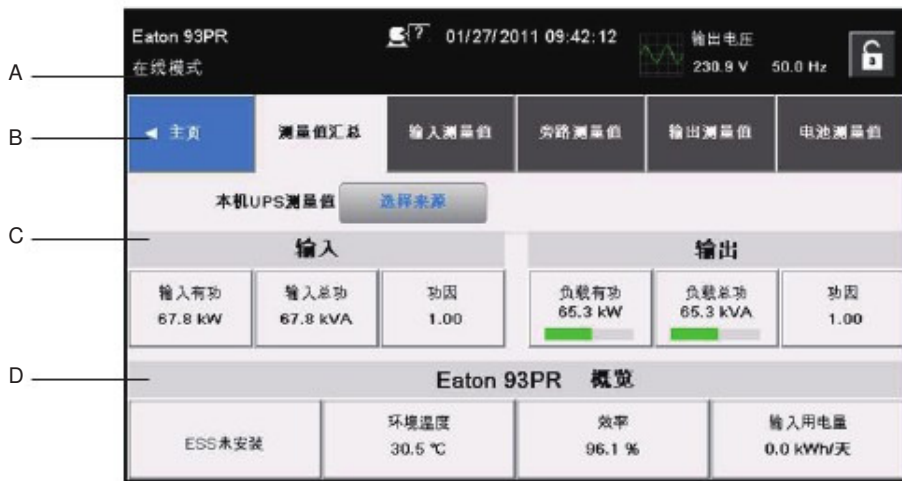 Eaton 93PR
? 01/27/2011 09:42:12
输出电压
在线模式
230.9 V 50.0 Hz
A
B
◀ 主页 测量值汇总 输入测量值 旁路测量值 输出测量值 电池测量值
本机UPS测量值 选择来源
C
输入 输出
输入有功 输入总功 功因 负载有功 负载总功 功因
67.8 kW 67.8 kVA 1.00 65.3 kW 65.3 kVA 1.00
D
Eaton 93PR 概览
ESS未安装 环境温度 效率 输入用电量
30.5 ℃ 96.1 % 0.0 kWh/天